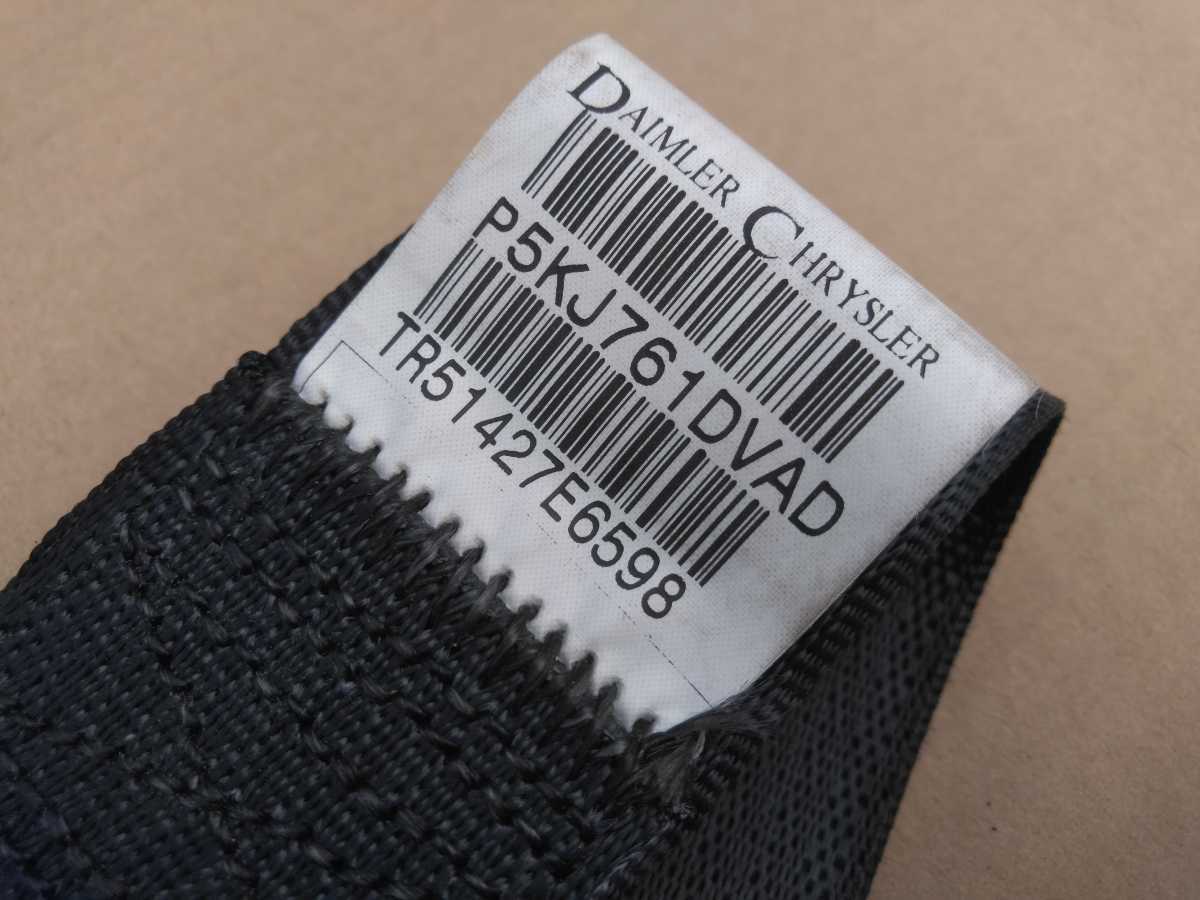 DAIMLER CHRYSLER
P5KJ761DVAD
TR51427E6598